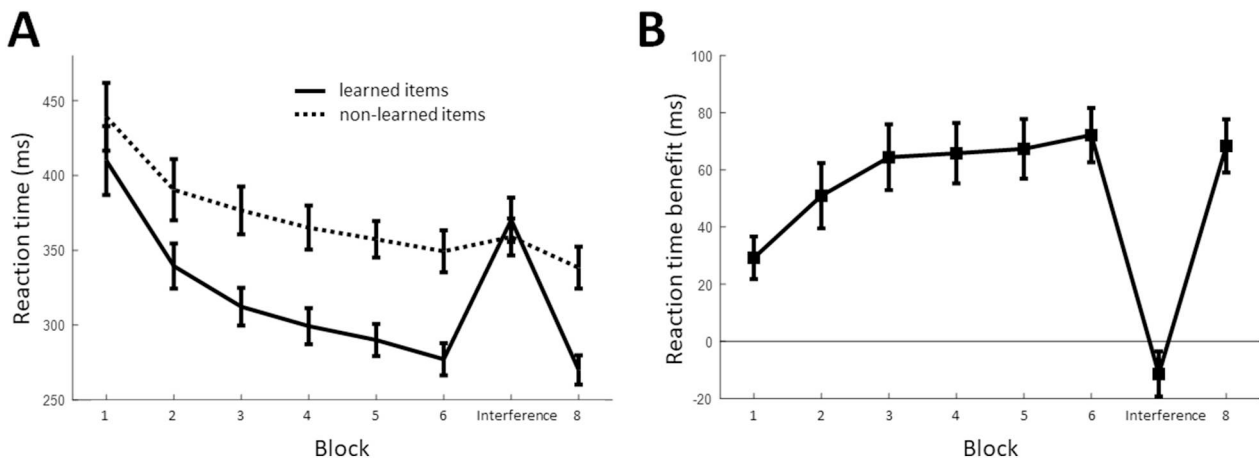 A
Reaction time (ms)
450
400
350
300
250
learned items
non-learned items
1 2 3 4 5 6 Interference 8
Block
B
Reaction time benefit (ms)
100
80
60
40
20
0
-20
1 2 3 4 5 6 Interference 8
Block